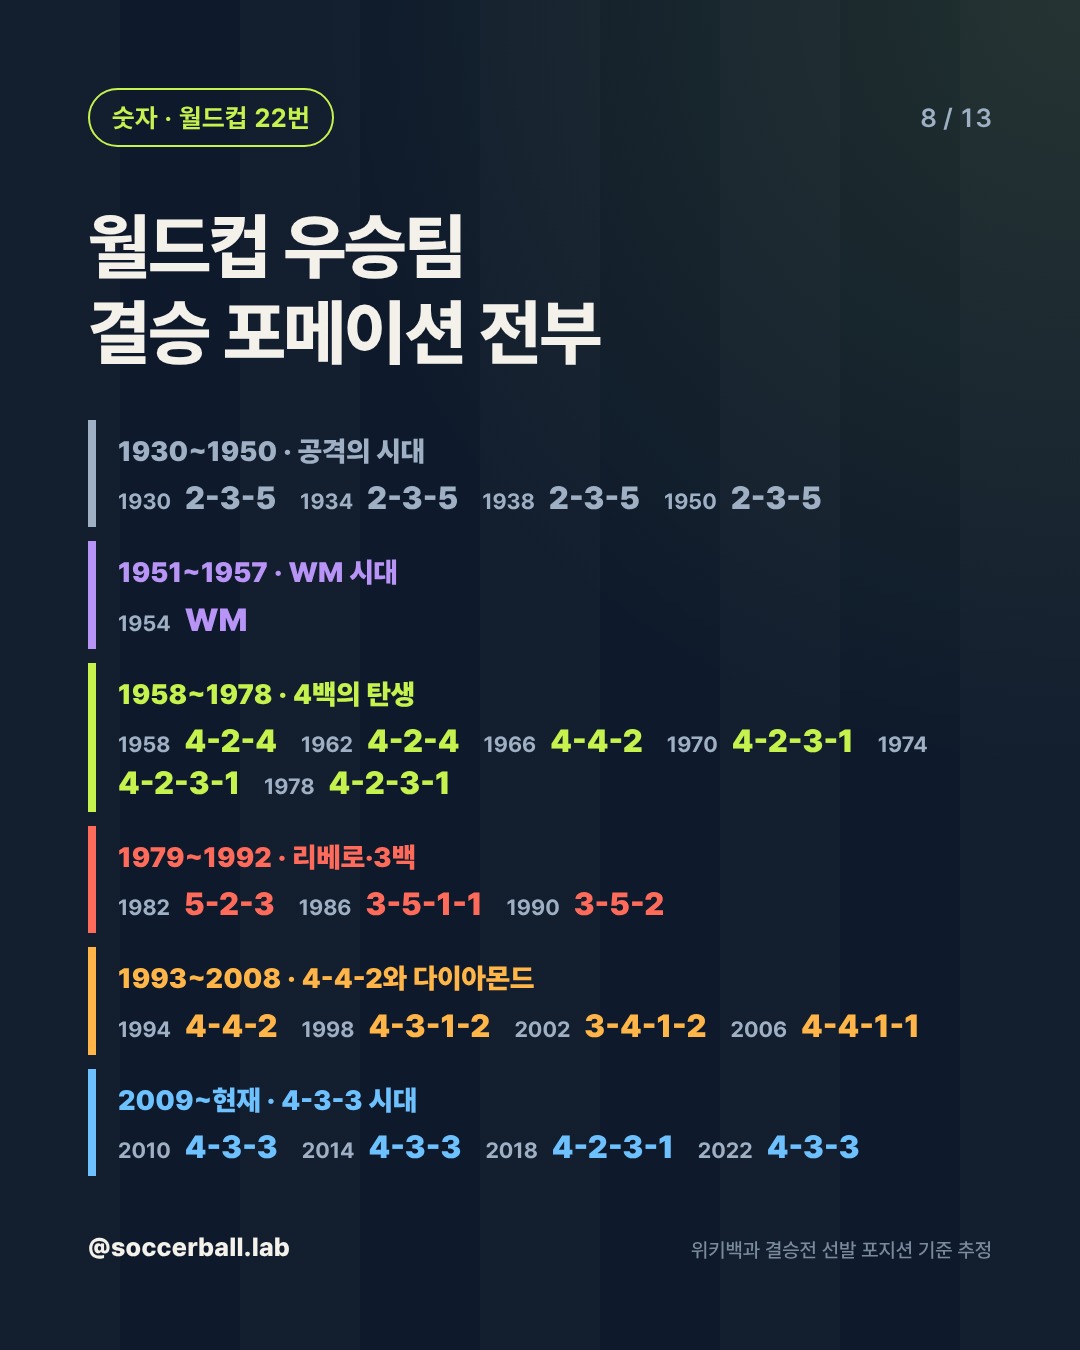 숫자 · 월드컵 22번
8 / 13
월드컵 우승팀
결승 포메이션 전부
1930~1950 · 공격의 시대
1930 2-3-5 1934 2-3-5 1938 2-3-5 1950 2-3-5
1951~1957 · WM 시대
1954 WM
1958~1978 · 4백의 탄생
1958 4-2-4 1962 4-2-4 1966 4-4-2 1970 4-2-3-1 1974
4-2-3-1 1978 4-2-3-1
1979~1992 · 리베로·3백
1982 5-2-3 1986 3-5-1-1 1990 3-5-2
1993~2008 · 4-4-2와 다이아몬드
1994 4-4-2 1998 4-3-1-2 2002 3-4-1-2 2006 4-4-1-1
2009~현재 · 4-3-3 시대
2010 4-3-3 2014 4-3-3 2018 4-2-3-1 2022 4-3-3
@soccerball.lab
위키백과 결승전 선발 포지션 기준 추정